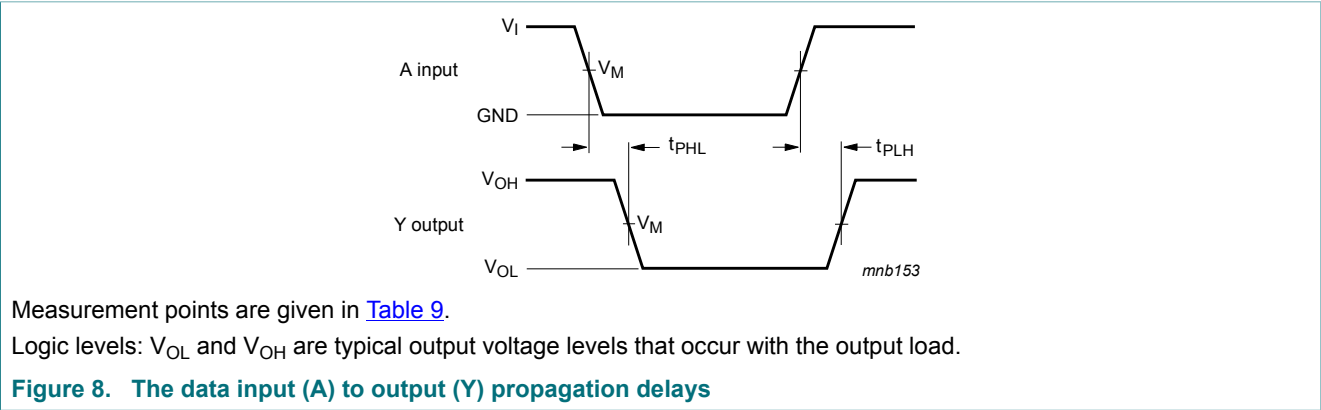 VI
A input
VM
GND
tPHL
tPLH
VOH
Y output
VM
VOL
mnb153
Measurement points are given in Table 9.
Logic levels: VOL and VOH are typical output voltage levels that occur with the output load.
Figure 8. The data input (A) to output (Y) propagation delays